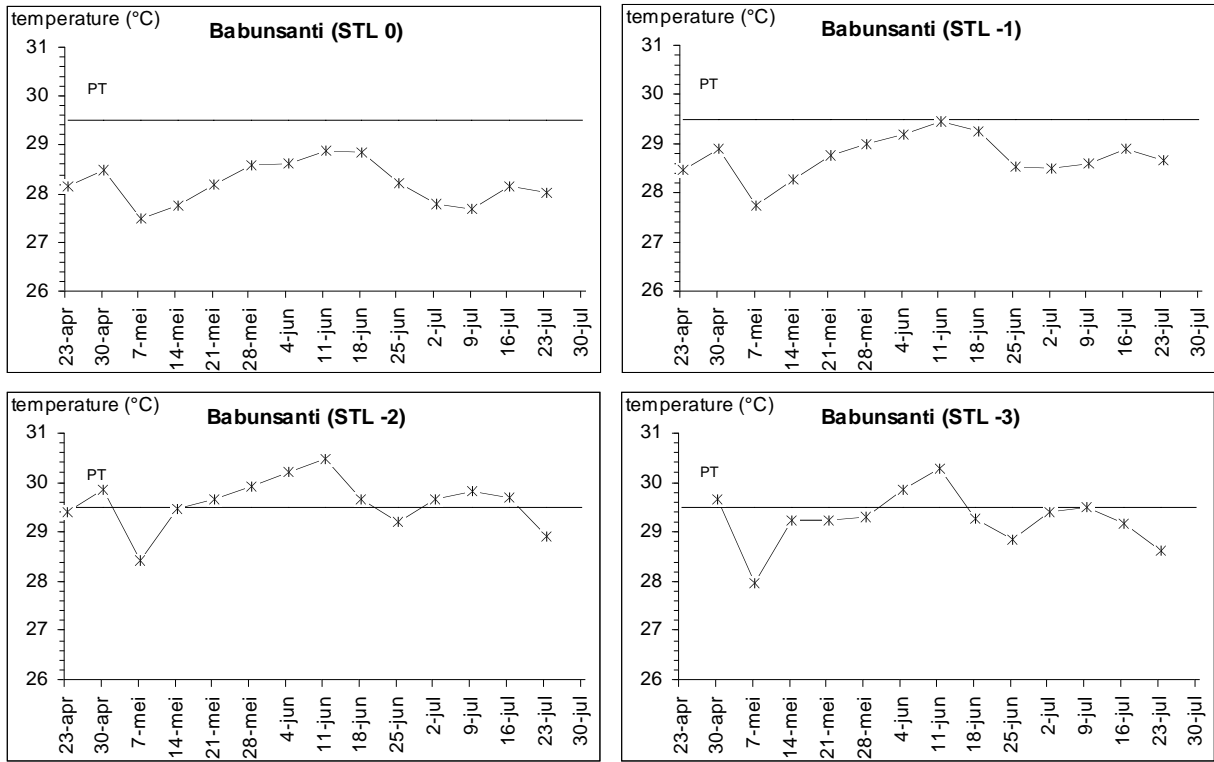 temperature (°C)
Babunsanti (STL 0)
31
30
29
28
27
26
PT
23-apr
30-apr
7-mei
14-mei
21-mei
28-mei
4-jun
11-jun
18-jun
25-jun
2-jul
9-jul
16-jul
23-jul
30-jul
temperature (°C)
Babunsanti (STL -1)
31
30
29
28
27
26
PT
23-apr
30-apr
7-mei
14-mei
21-mei
28-mei
4-jun
11-jun
18-jun
25-jun
2-jul
9-jul
16-jul
23-jul
30-jul
temperature (°C)
Babunsanti (STL -2)
31
30
29
28
27
26
PT
23-apr
30-apr
7-mei
14-mei
21-mei
28-mei
4-jun
11-jun
18-jun
25-jun
2-jul
9-jul
16-jul
23-jul
30-jul
temperature (°C)
Babunsanti (STL -3)
31
30
29
28
27
26
PT
23-apr
30-apr
7-mei
14-mei
21-mei
28-mei
4-jun
11-jun
18-jun
25-jun
2-jul
9-jul
16-jul
23-jul
30-jul